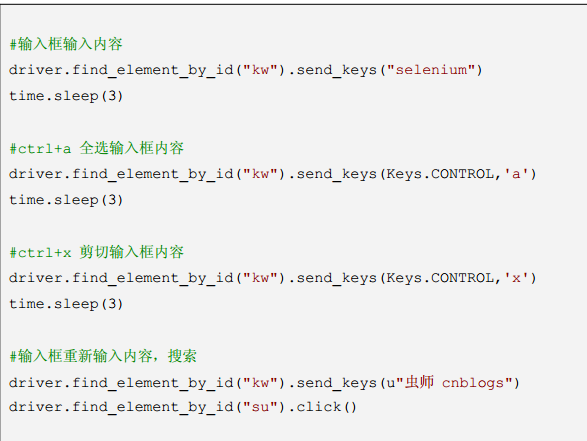 #输入框输入内容
driver.find_element_by_id("kw").send_keys("selenium")
time.sleep(3)
#ctrl+a 全选输入框内容
driver.find_element_by_id("kw").send_keys(Keys.CONTROL,'a')
time.sleep(3)
#ctrl+x 剪切输入框内容
driver.find_element_by_id("kw").send_keys(Keys.CONTROL,'x')
time.sleep(3)
#输入框重新输入内容，搜索
driver.find_element_by_id("kw").send_keys(u"虫师 cnblogs")
driver.find_element_by_id("su").click()